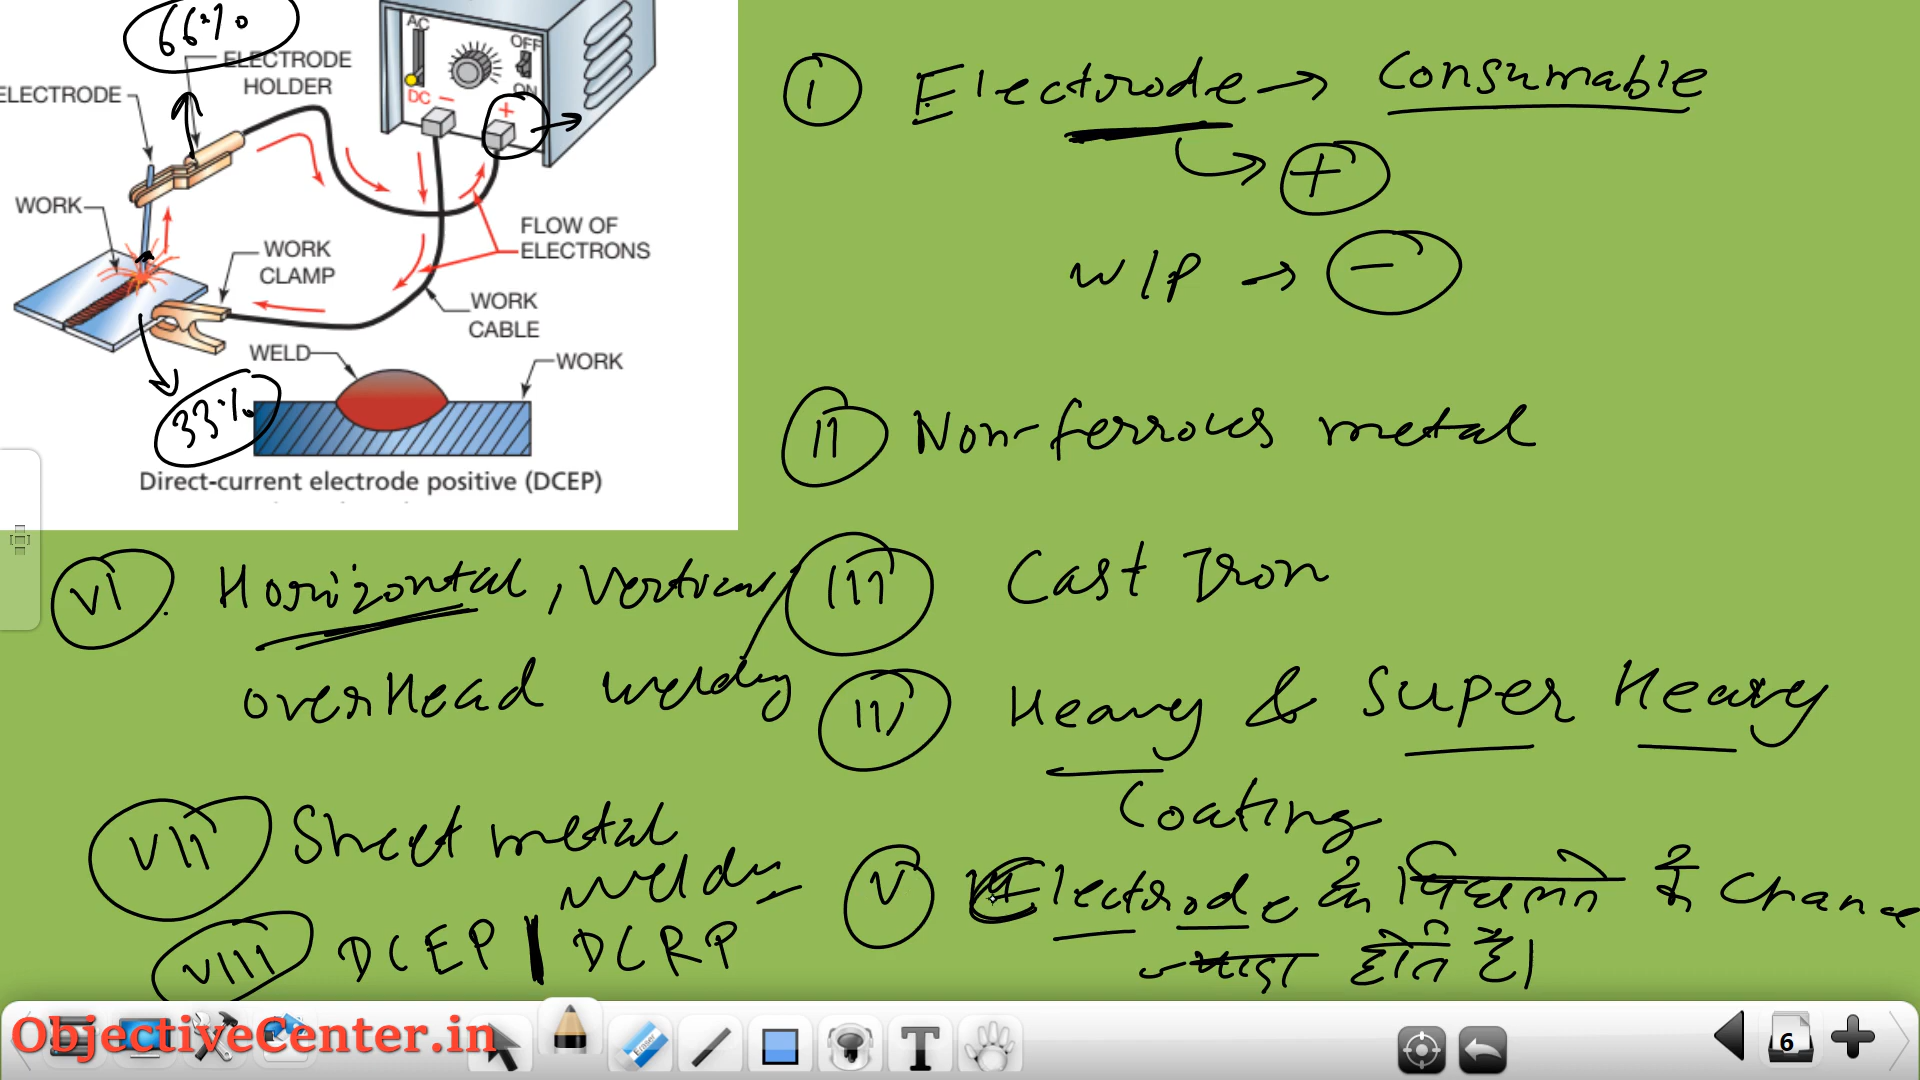 66%
AC
OFF
ON
DC - +
ELECTRODE
HOLDER
ELECTRODE
WORK
WORK
CLAMP
FLOW OF
ELECTRONS
WORK
CABLE
WELD
WORK
33%
Direct-current electrode positive (DCEP)
I Electrode → Consumable
+
W/P → -
II Non-ferrous metal
III Cast Iron
IV Heavy & Super Heavy
Coating
V Electrode के chance
ज्यादा होते है।
VI Horizontal, Vertical
overHead welding
VII Sheet metal
welding
VIII DCEP | DCRP
ObjectiveCenter.in
Eraser
T
6